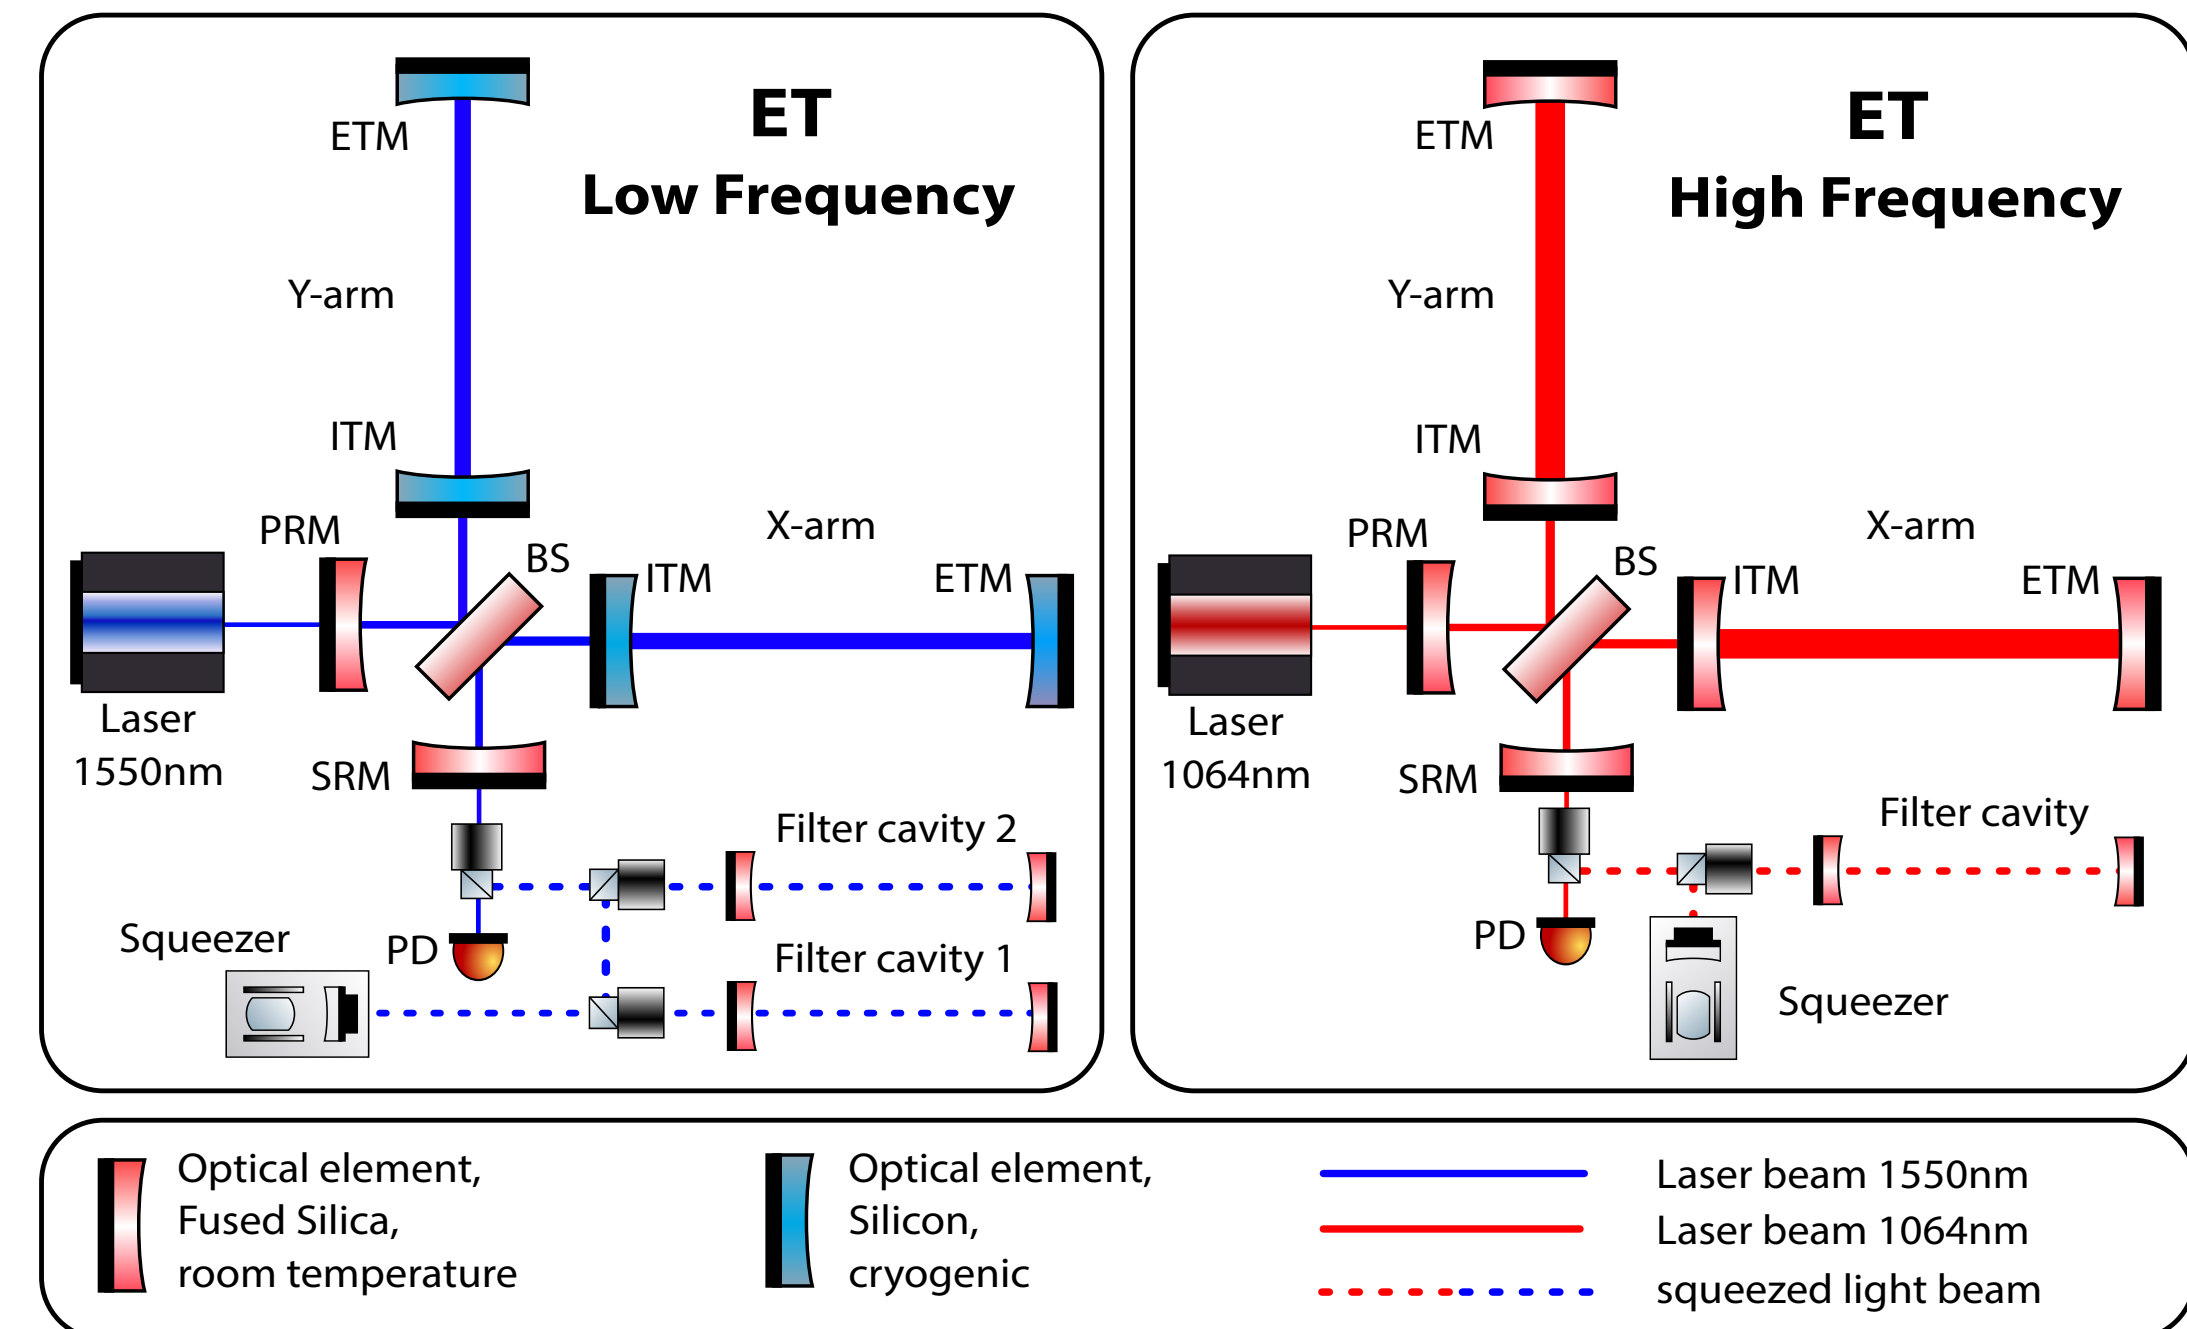 ET
Low Frequency
ETM
Y-arm
ITM
PRM
BS
X-arm
ITM
ETM
Laser
1550nm
SRM
Filter cavity 2
Squeezer
PD
Filter cavity 1
ET
High Frequency
ETM
Y-arm
ITM
PRM
BS
X-arm
ITM
ETM
Laser
1064nm
SRM
Filter cavity
PD
Squeezer
Optical element,
Fused Silica,
room temperature
Optical element,
Silicon,
cryogenic
Laser beam 1550nm
Laser beam 1064nm
squeezed light beam